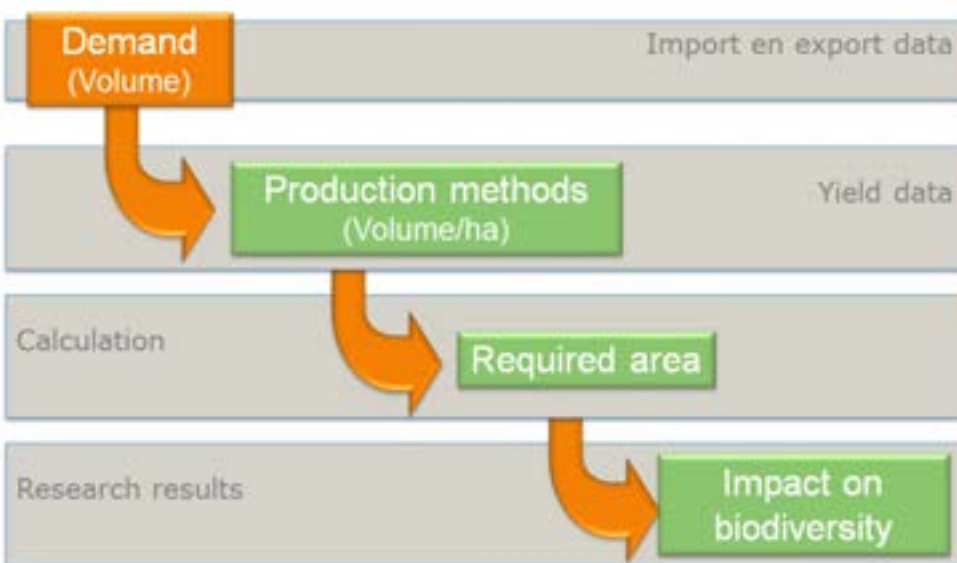 Demand
(Volume)
Import en export data
Production methods
(Volume/ha)
Yield data
Calculation
Required area
Research results
Impact on
biodiversity